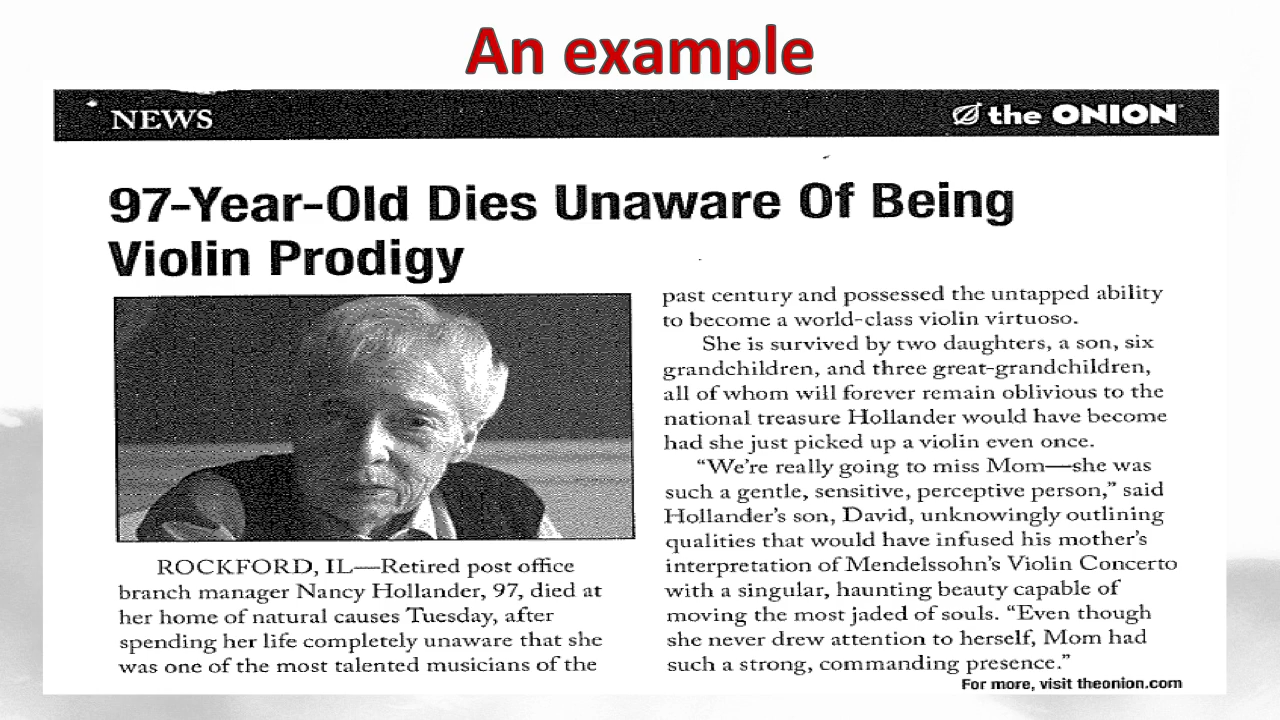 An example
NEWS
the ONION
97-Year-Old Dies Unaware Of Being
Violin Prodigy
ROCKFORD, IL—Retired post office
branch manager Nancy Hollander, 97, died at
her home of natural causes Tuesday, after
spending her life completely unaware that she
was one of the most talented musicians of the
past century and possessed the untapped ability
to become a world-class violin virtuoso.
She is survived by two daughters, a son, six
grandchildren, and three great-grandchildren,
all of whom will forever remain oblivious to the
national treasure Hollander would have become
had she just picked up a violin even once.
“We’re really going to miss Mom—she was
such a gentle, sensitive, perceptive person,” said
Hollander’s son, David, unknowingly outlining
qualities that would have infused his mother’s
interpretation of Mendelssohn’s Violin Concerto
with a singular, haunting beauty capable of
moving the most jaded of souls. “Even though
she never drew attention to herself, Mom had
such a strong, commanding presence.”
For more, visit theonion.com